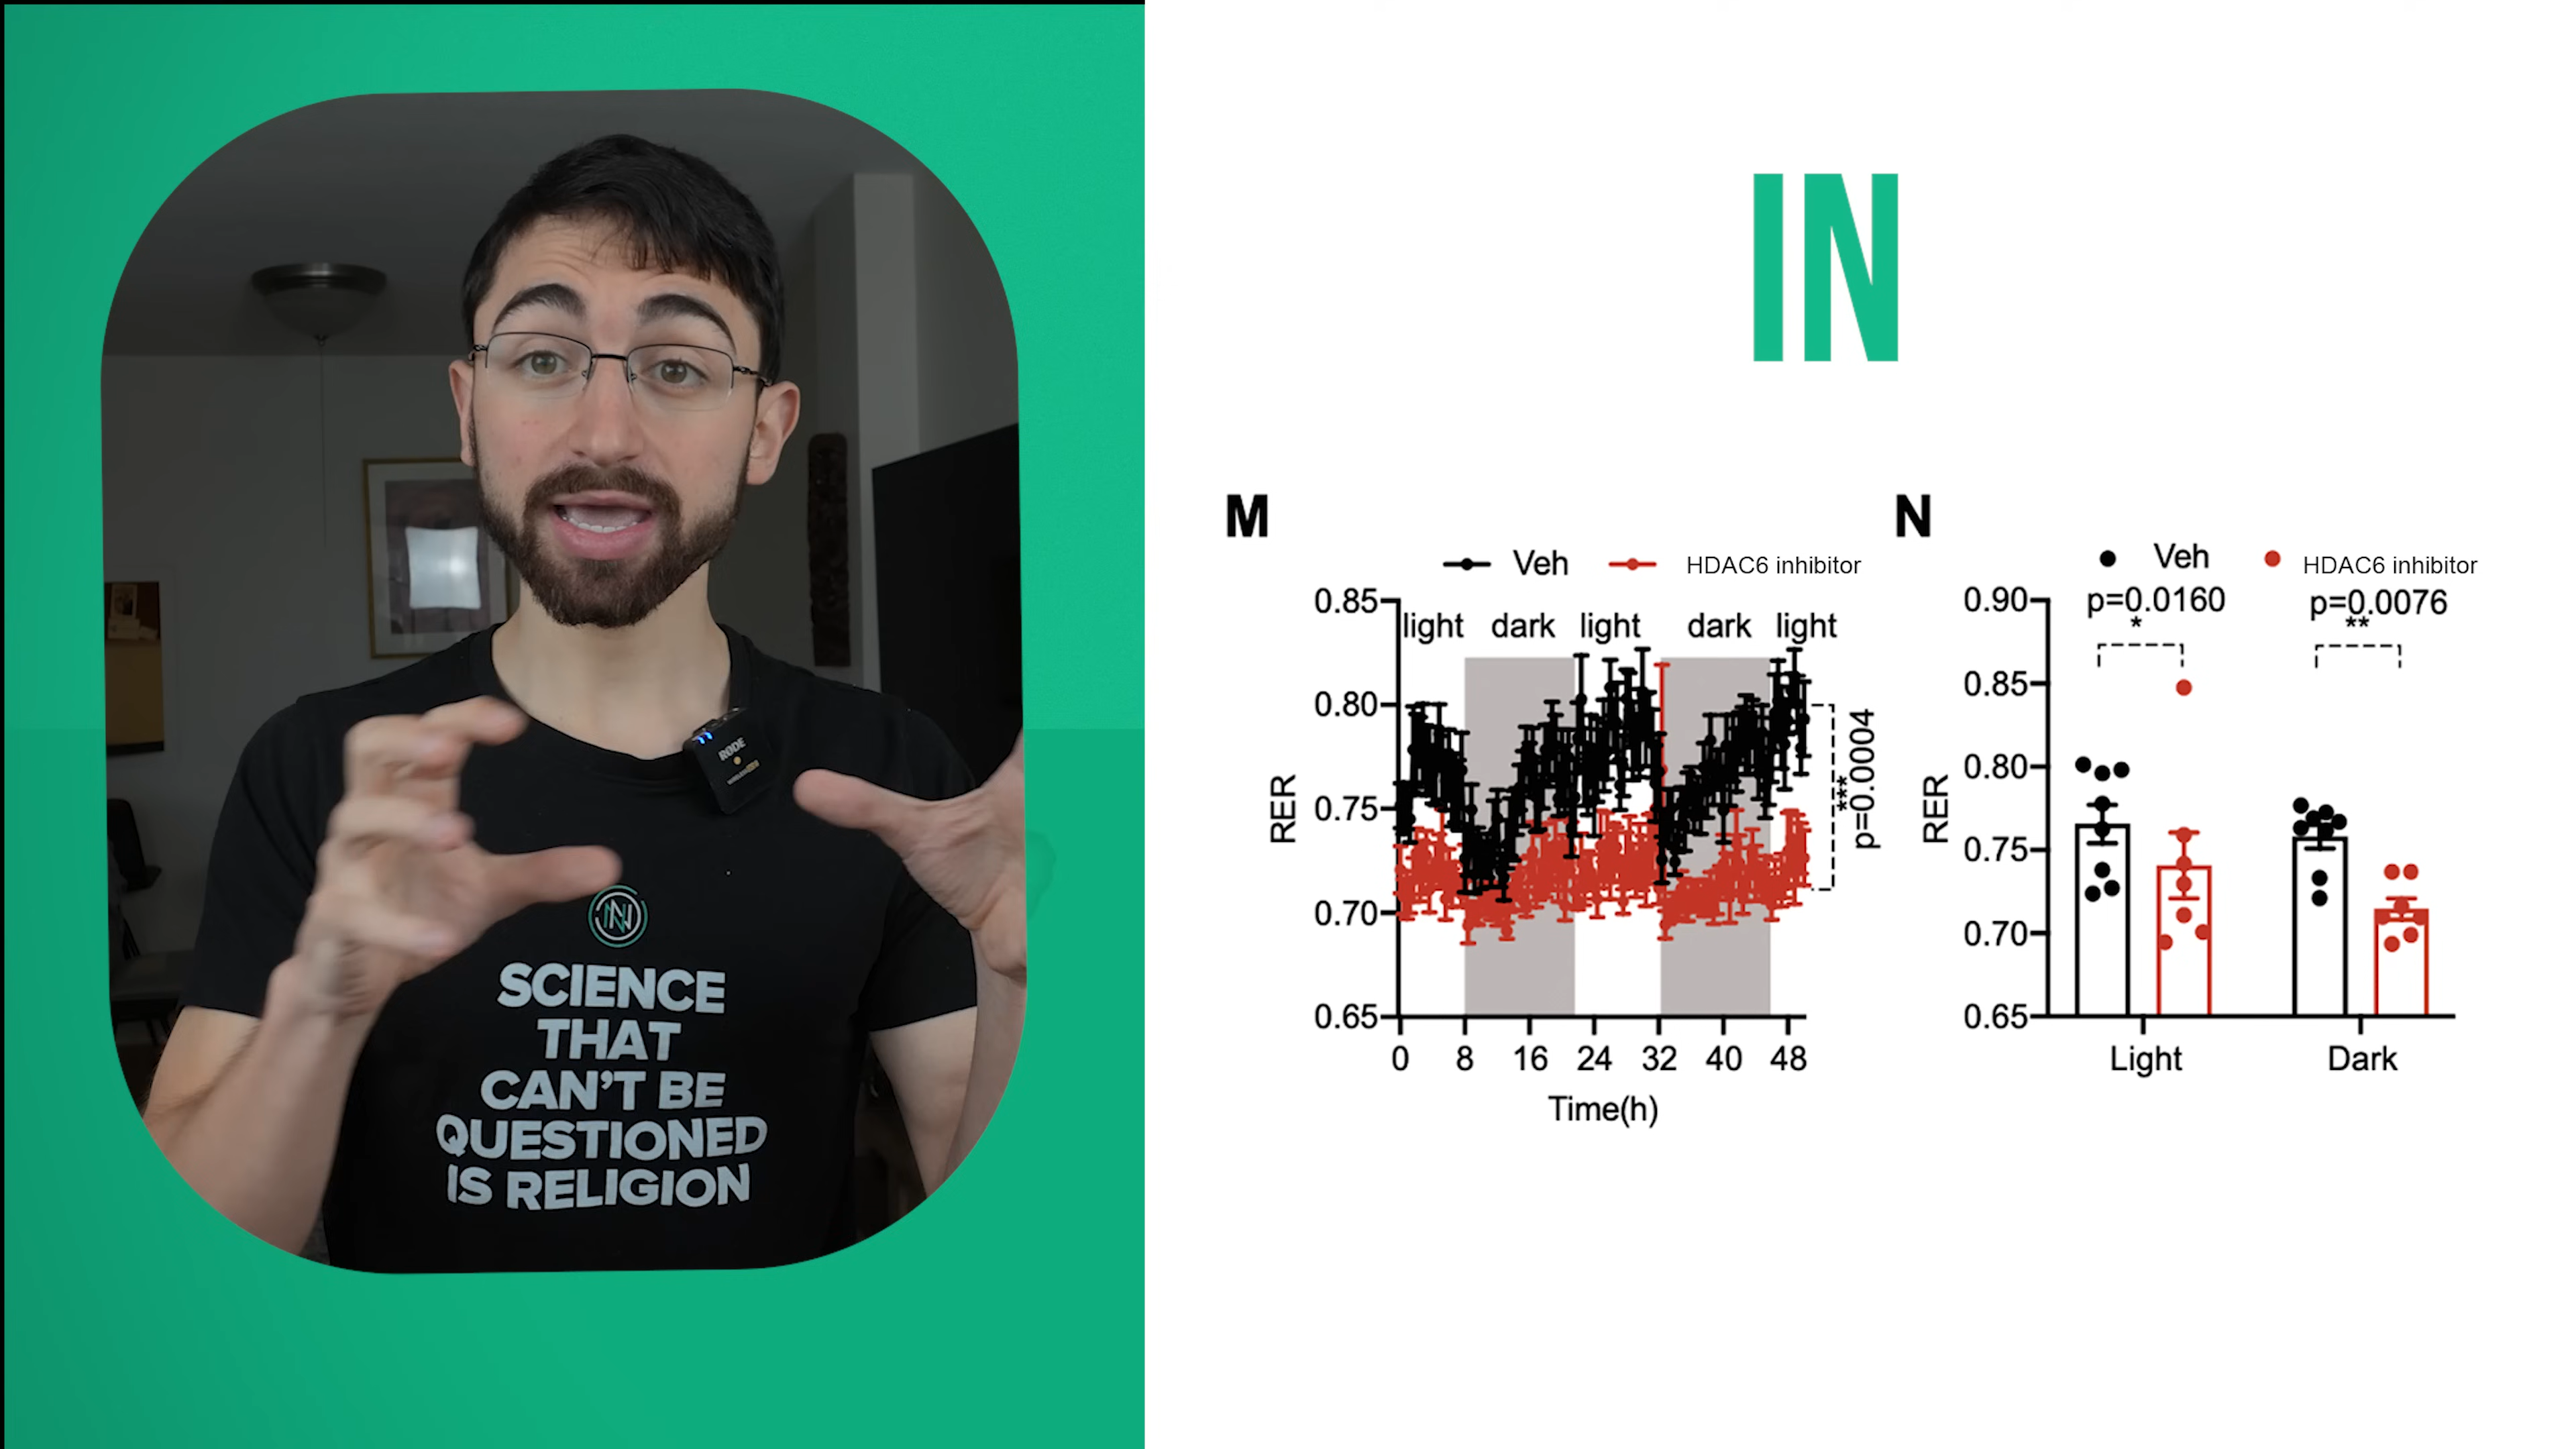 IN
M
Veh HDAC6 inhibitor
0.85
light dark light dark light
0.80
0.75
0.70
0.65
RER
***
p=0.0004
0 8 16 24 32 40 48
Time(h)
N
Veh HDAC6 inhibitor
p=0.0160 p=0.0076
* **
0.90
0.85
0.80
0.75
0.70
0.65
RER
Light Dark
RODE
SCIENCE
THAT
CAN'T BE
QUESTIONED
IS RELIGION